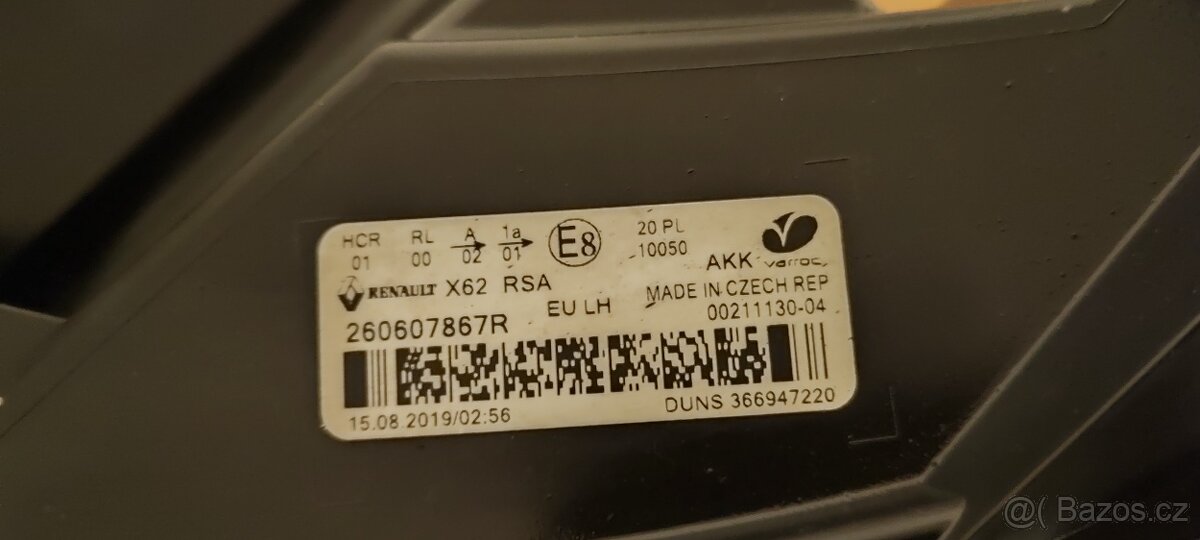 HCR RL A 1a E8 20 PL
01 00 02 01 10050 AKK varroc
RENAULT X62 RSA MADE IN CZECH REP
260607867R EU LH 00211130-04
15.08.2019/02:56 DUNS 366947220
@( Bazos.cz